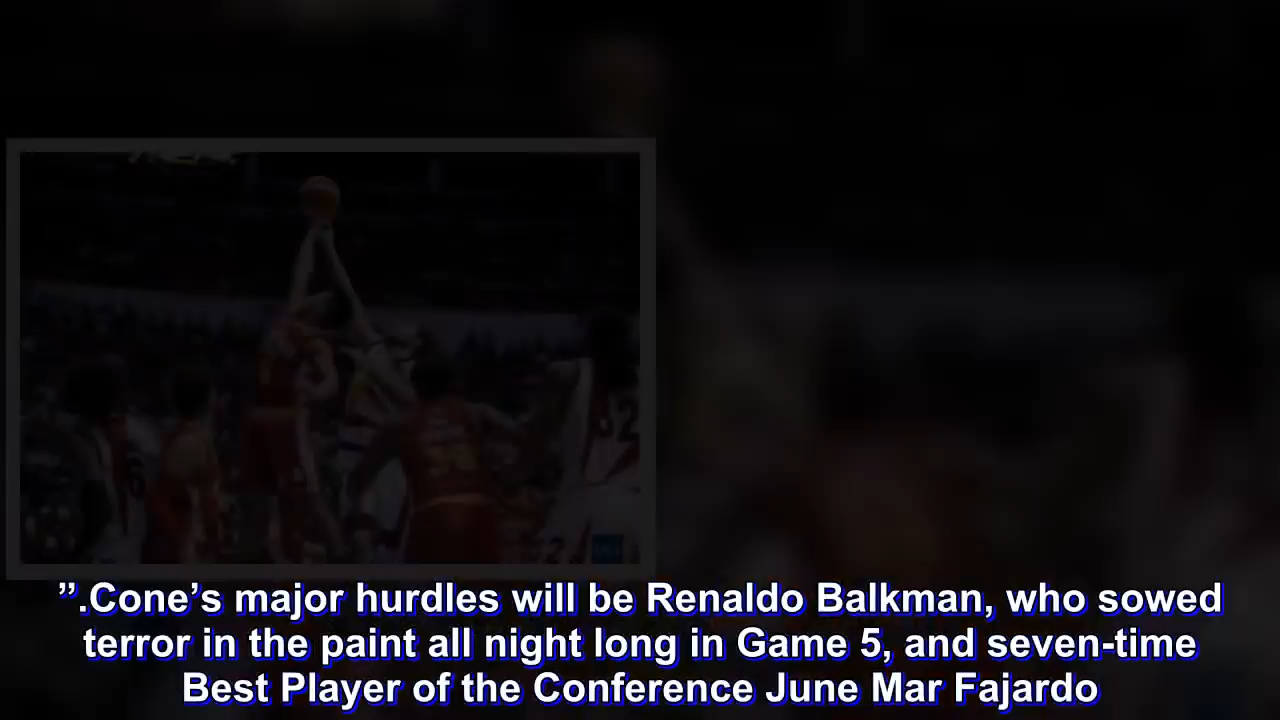 ”.Cone’s major hurdles will be Renaldo Balkman, who sowed
terror in the paint all night long in Game 5, and seven-time
Best Player of the Conference June Mar Fajardo